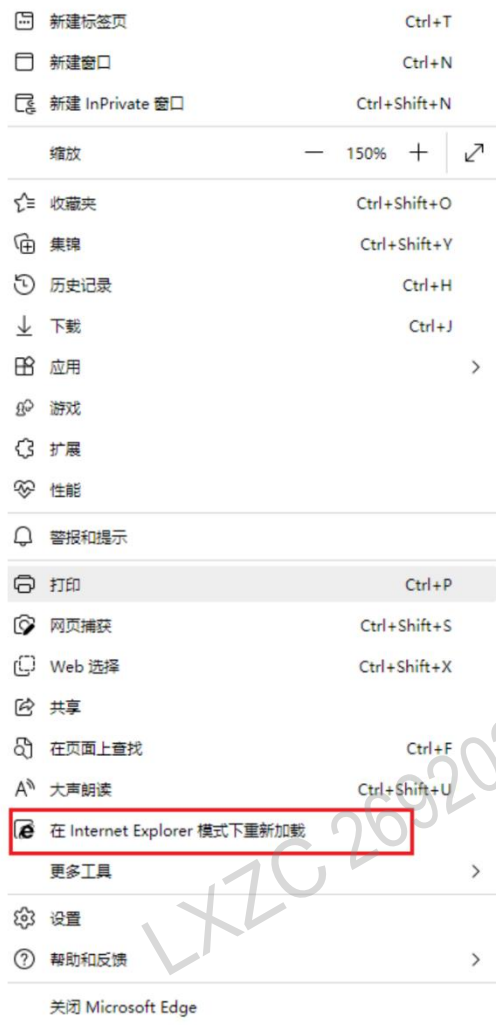 新建标签页 Ctrl+T
新建窗口 Ctrl+N
新建 InPrivate 窗口 Ctrl+Shift+N
缩放 — 150% +
收藏夹 Ctrl+Shift+O
集锦 Ctrl+Shift+Y
历史记录 Ctrl+H
下载 Ctrl+J
应用
游戏
扩展
性能
警报和提示
打印 Ctrl+P
网页捕获 Ctrl+Shift+S
Web 选择 Ctrl+Shift+X
共享
在页面上查找 Ctrl+F
大声朗读 Ctrl+Shift+U
在 Internet Explorer 模式下重新加载
更多工具
设置
帮助和反馈
关闭 Microsoft Edge
LXZC 26920